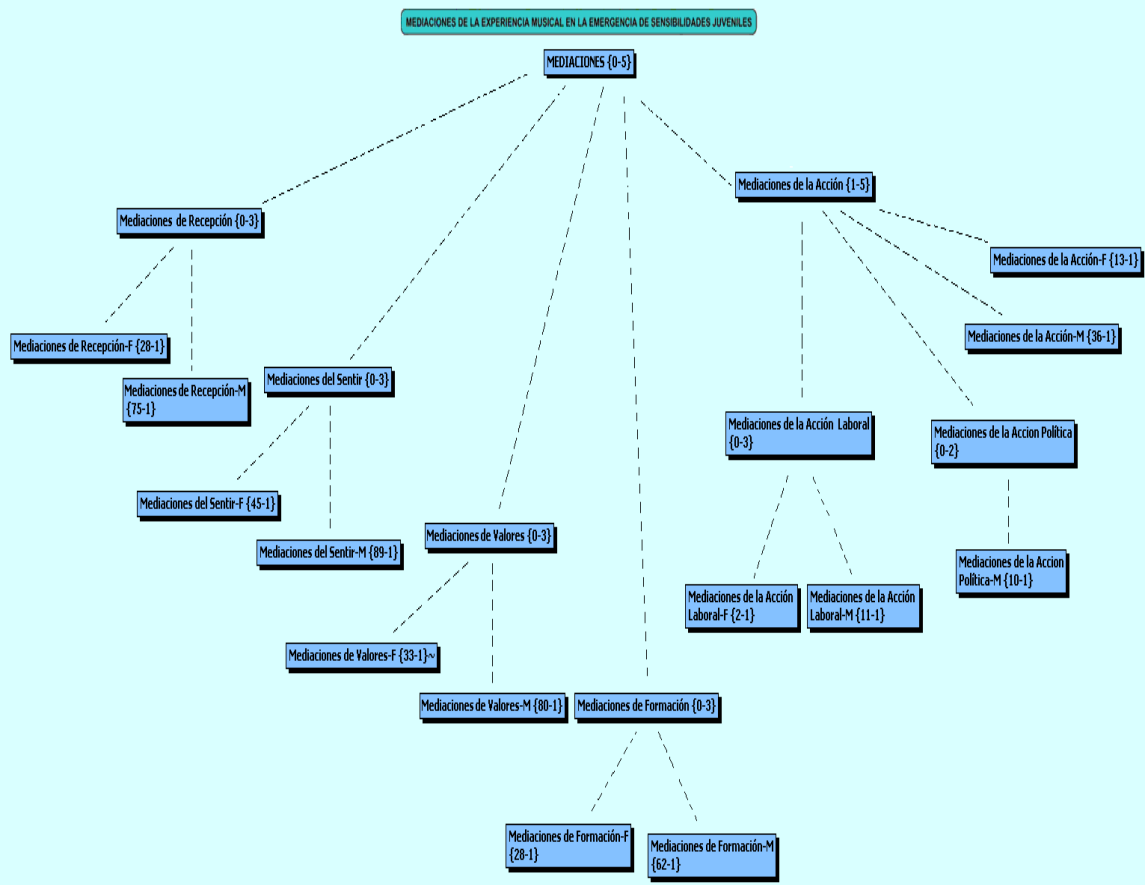 MEDIACIONES DE LA EXPERIENCIA MUSICAL EN LA EMERGENCIA DE SENSIBILIDADES JUVENILES
MEDIACIONES {0-5}
Mediaciones de la Acción {1-5}
Mediaciones de Recepción {0-3}
Mediaciones de la Acción-F {13-1}
Mediaciones de la Acción-M {36-1}
Mediaciones de Recepción-F {28-1}
Mediaciones de Recepción-M
{75-1}
Mediaciones del Sentir {0-3}
Mediaciones de la Acción Laboral
{0-3}
Mediaciones de la Accion Política
{0-2}
Mediaciones del Sentir-F {45-1}
Mediaciones del Sentir-M {89-1}
Mediaciones de Valores {0-3}
Mediaciones de la Accion
Política-M {10-1}
Mediaciones de la Acción
Laboral-F {2-1}
Mediaciones de la Acción
Laboral-M {11-1}
Mediaciones de Valores-F {33-1}~
Mediaciones de Valores-M {80-1}
Mediaciones de Formación {0-3}
Mediaciones de Formación-F
{28-1}
Mediaciones de Formación-M
{62-1}